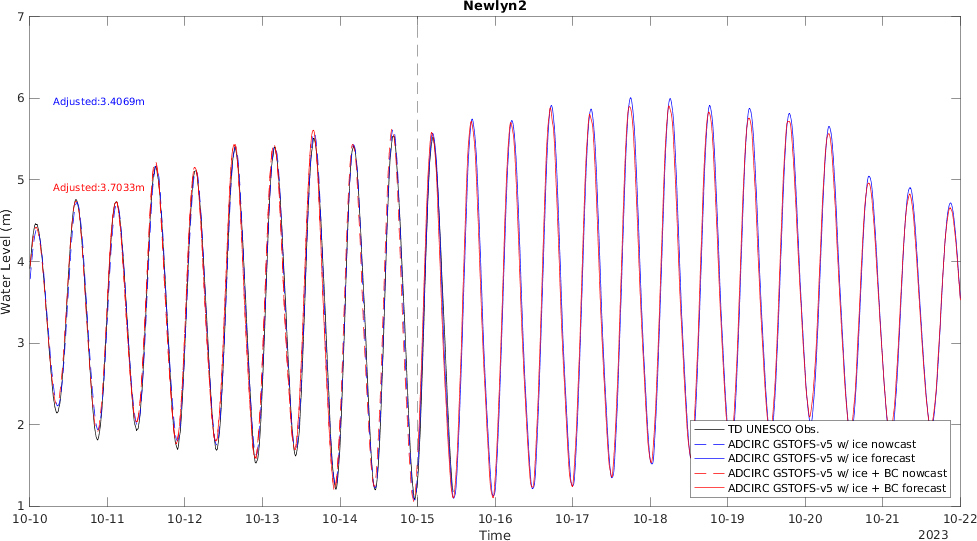 Newlyn2
7
6
5
4
3
2
1
Water Level (m)
Adjusted:3.4069m
Adjusted:3.7033m
TD UNESCO Obs.
ADCIRC GSTOFS-v5 w/ ice nowcast
ADCIRC GSTOFS-v5 w/ ice forecast
ADCIRC GSTOFS-v5 w/ ice + BC nowcast
ADCIRC GSTOFS-v5 w/ ice + BC forecast
10-10 10-11 10-12 10-13 10-14 10-15 10-16 10-17 10-18 10-19 10-20 10-21 10-22
Time
2023